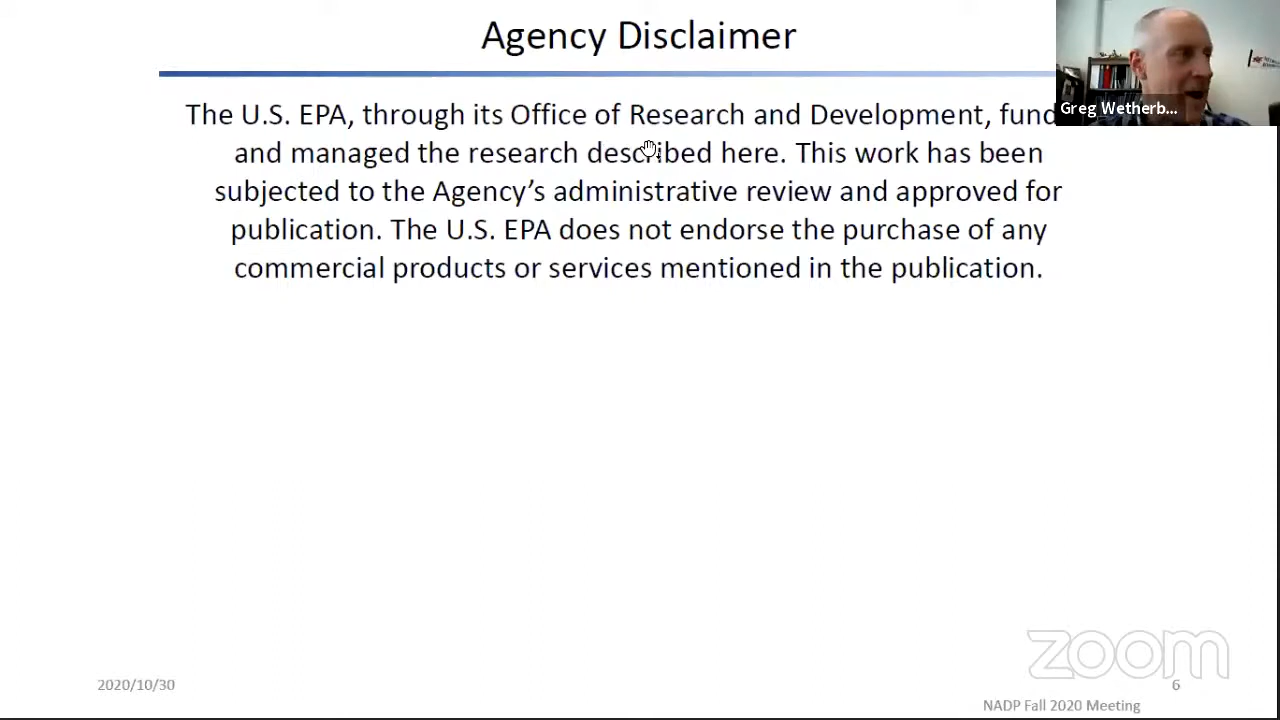 Agency Disclaimer
The U.S. EPA, through its Office of Research and Development, fund
and managed the research described here. This work has been
subjected to the Agency’s administrative review and approved for
publication. The U.S. EPA does not endorse the purchase of any
commercial products or services mentioned in the publication.
Greg Wetherb...
zoom
2020/10/30
6
NADP Fall 2020 Meeting